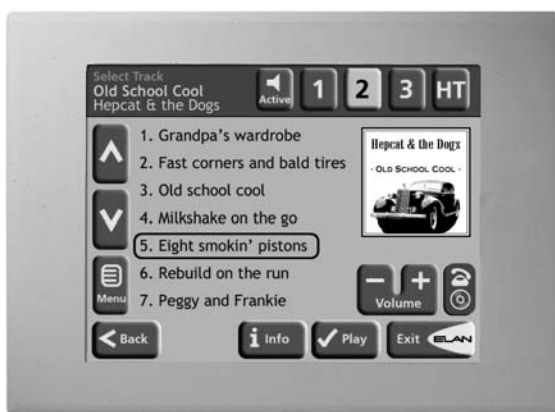 Select Track
Old School Cool
Hepcat & the Dogs
Active
1
2
3
HT
1. Grandpa's wardrobe
2. Fast corners and bald tires
3. Old school cool
4. Milkshake on the go
5. Eight smokin' pistons
6. Rebuild on the run
7. Peggy and Frankie
Hepcat & the Dogs
- OLD SCHOOL COOL -
Menu
Volume
Back
i Info
Play
Exit
ELAN